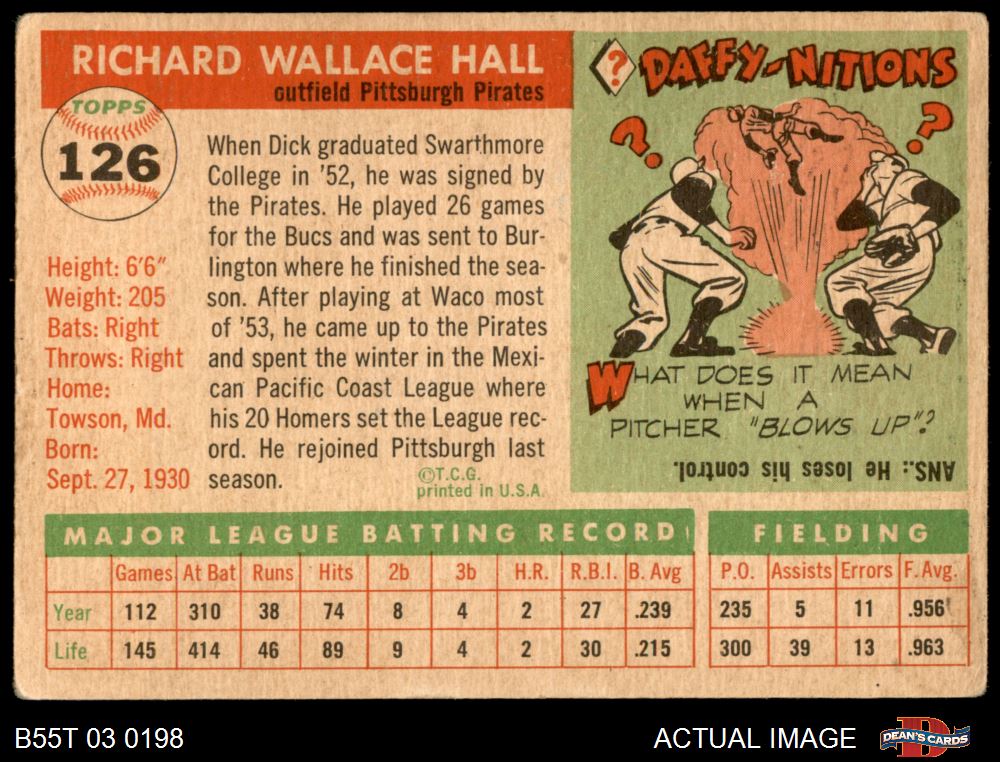 RICHARD WALLACE HALL
outfield Pittsburgh Pirates
TOPPS
126
When Dick graduated Swarthmore
College in '52, he was signed by
the Pirates. He played 26 games
for the Bucs and was sent to Bur-
lington where he finished the sea-
son. After playing at Waco most
of '53, he came up to the Pirates
and spent the winter in the Mexi-
can Pacific Coast League where
his 20 Homers set the League rec-
ord. He rejoined Pittsburgh last
season.
Height: 6'6"
Weight: 205
Bats: Right
Throws: Right
Home:
Towson, Md.
Born:
Sept. 27, 1930
©T.C.G.
printed in U.S.A.
? DAFFY-NITIONS
? ?
WHAT DOES IT MEAN
WHEN A
PITCHER "BLOWS UP"?
ANS.: He loses his control.
MAJOR LEAGUE BATTING RECORD
Games At Bat Runs Hits 2b 3b H.R. R.B.I. B. Avg
Year 112 310 38 74 8 4 2 27 .239
Life 145 414 46 89 9 4 2 30 .215
FIELDING
P.O. Assists Errors F. Avg.
235 5 11 .956
300 39 13 .963
B55T 03 0198
ACTUAL IMAGE
D
DEAN'S CARDS